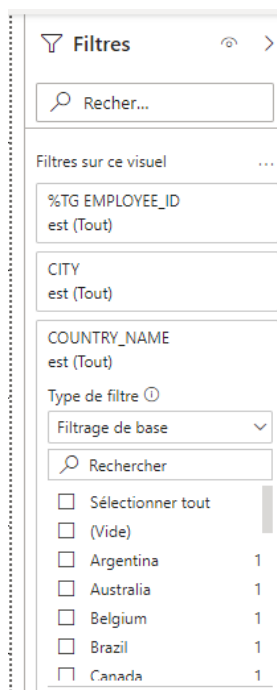 Filtres
Recher...
Filtres sur ce visuel ...
%TG EMPLOYEE_ID
est (Tout)
CITY
est (Tout)
COUNTRY_NAME
est (Tout)
Type de filtre
Filtrage de base
Rechercher
Sélectionner tout
(Vide)
Argentina 1
Australia 1
Belgium 1
Brazil 1
Canada 1